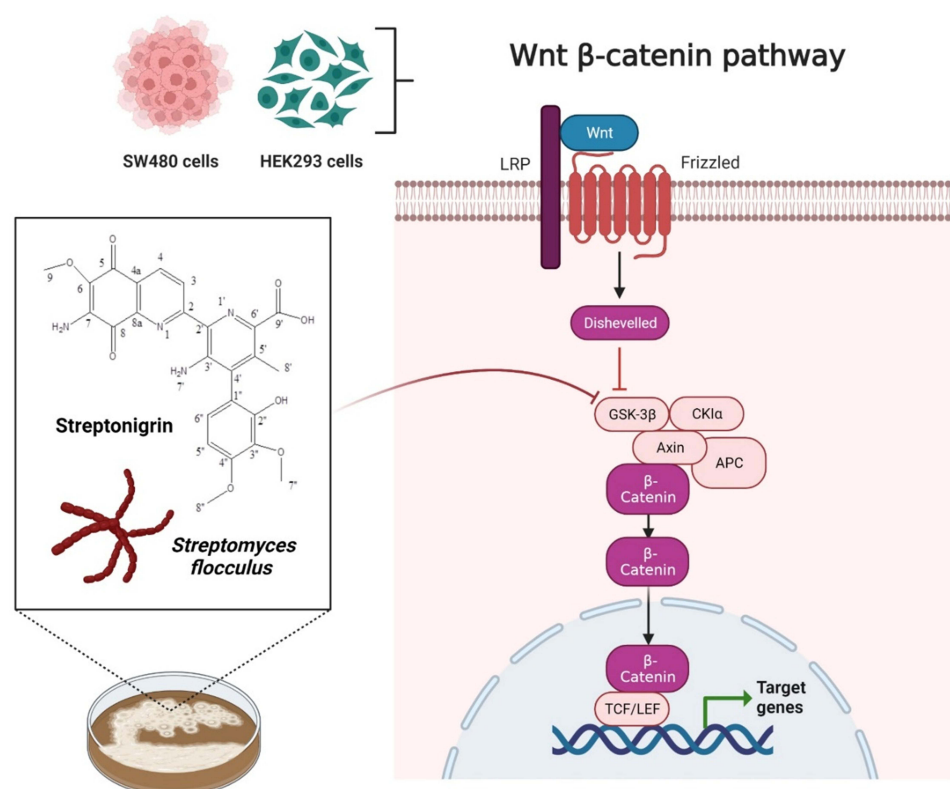 Wnt β-catenin pathway
SW480 cells
HEK293 cells
LRP
Wnt
Frizzled
Dishevelled
GSK-3β
CKIα
Axin
APC
β-
Catenin
β-
Catenin
β-
Catenin
TCF/LEF
Target
genes
O
5
4a
4
3
9
O
6
7
H₂N
8
8a
N
1
2
O
2'
1'
N
6'
O
9'
OH
5'
8'
3'
H₂N
7'
4'
1"
6"
OH
2"
5"
4"
3"
O
7"
O
8"
Streptonigrin
Streptomyces
flocculus